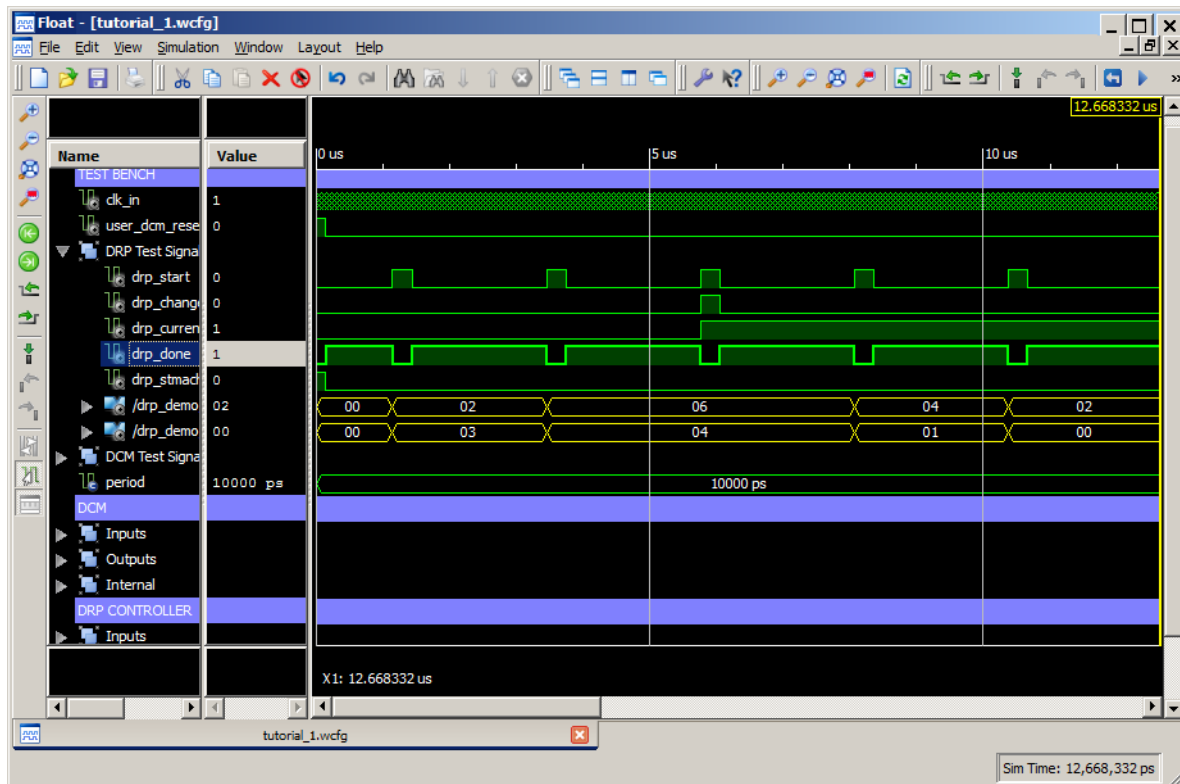 Float - [tutorial_1.wcfg]
File Edit View Simulation Window Layout Help
12.668332 us
Name Value 0 us 5 us 10 us
TEST BENCH
clk_in 1
user_dcm_rese 0
DRP Test Signa
drp_start 0
drp_chang 0
drp_curren 1
drp_done 1
drp_stmach 0
/drp_demo 02 00 02 06 04 02
/drp_demo 00 00 03 04 01 00
DCM Test Signa
period 10000 ps 10000 ps
DCM
Inputs
Outputs
Internal
DRP CONTROLLER
Inputs
X1: 12.668332 us
tutorial_1.wcfg
Sim Time: 12,668,332 ps